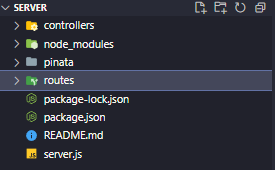 SERVER
controllers
node_modules
pinata
routes
package-lock.json
package.json
README.md
server.js